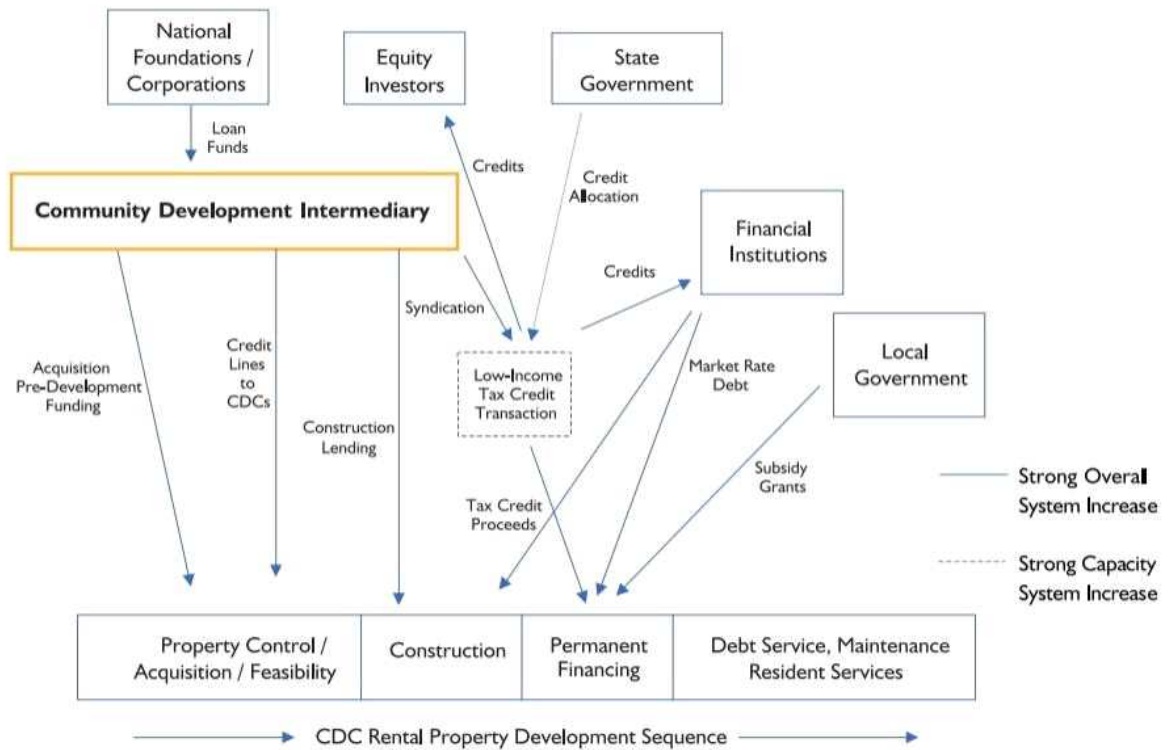 National
Foundations /
Corporations
Equity
Investors
State
Government
Loan
Funds
Credits
Credit
Allocation
Community Development Intermediary
Financial
Institutions
Credits
Syndication
Local
Government
Acquisition
Pre-Development
Funding
Credit
Lines
to
CDCs
Low-Income
Tax Credit
Transaction
Market Rate
Debt
Construction
Lending
Subsidy
Grants
Tax Credit
Proceeds
Strong Overall
System Increase
Strong Capacity
System Increase
Property Control /
Acquisition / Feasibility
Construction
Permanent
Financing
Debt Service, Maintenance
Resident Services
CDC Rental Property Development Sequence